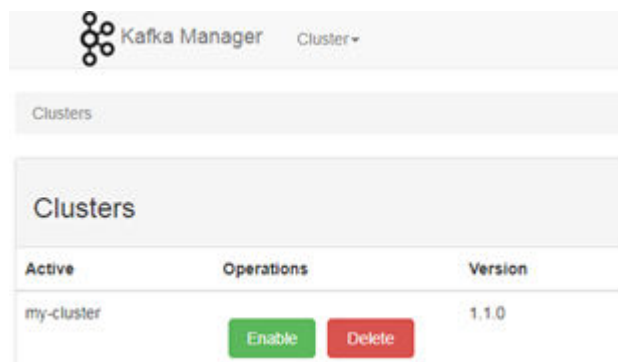 Kafka Manager Cluster
Clusters
Clusters
Active Operations Version
my-cluster 1.1.0
Enable Delete